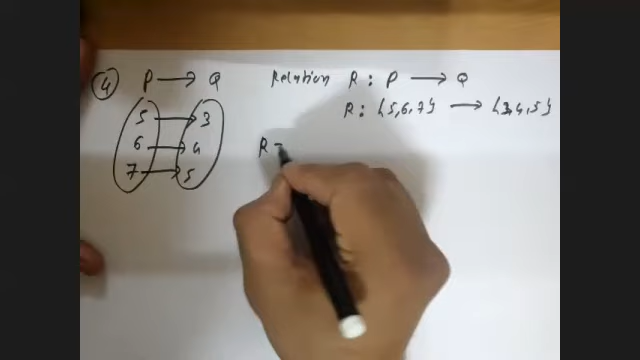 4 P → Q Relation R : P → Q
R : {5,6,7} → {3,4,5}
5 → 3
6 → 4
R =
7 → 5